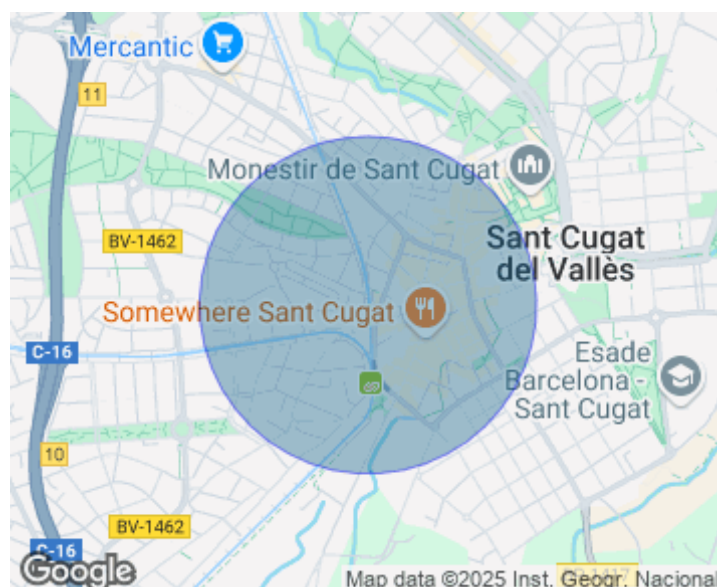 Mercantic
11
Monestir de Sant Cugat
BV-1462
Sant Cugat
del Vallès
Somewhere Sant Cugat
C-16
Esade
Barcelona -
Sant Cugat
10
BV-1462
C-16
Google
Map data ©2025 Inst. Geogr. Nacional